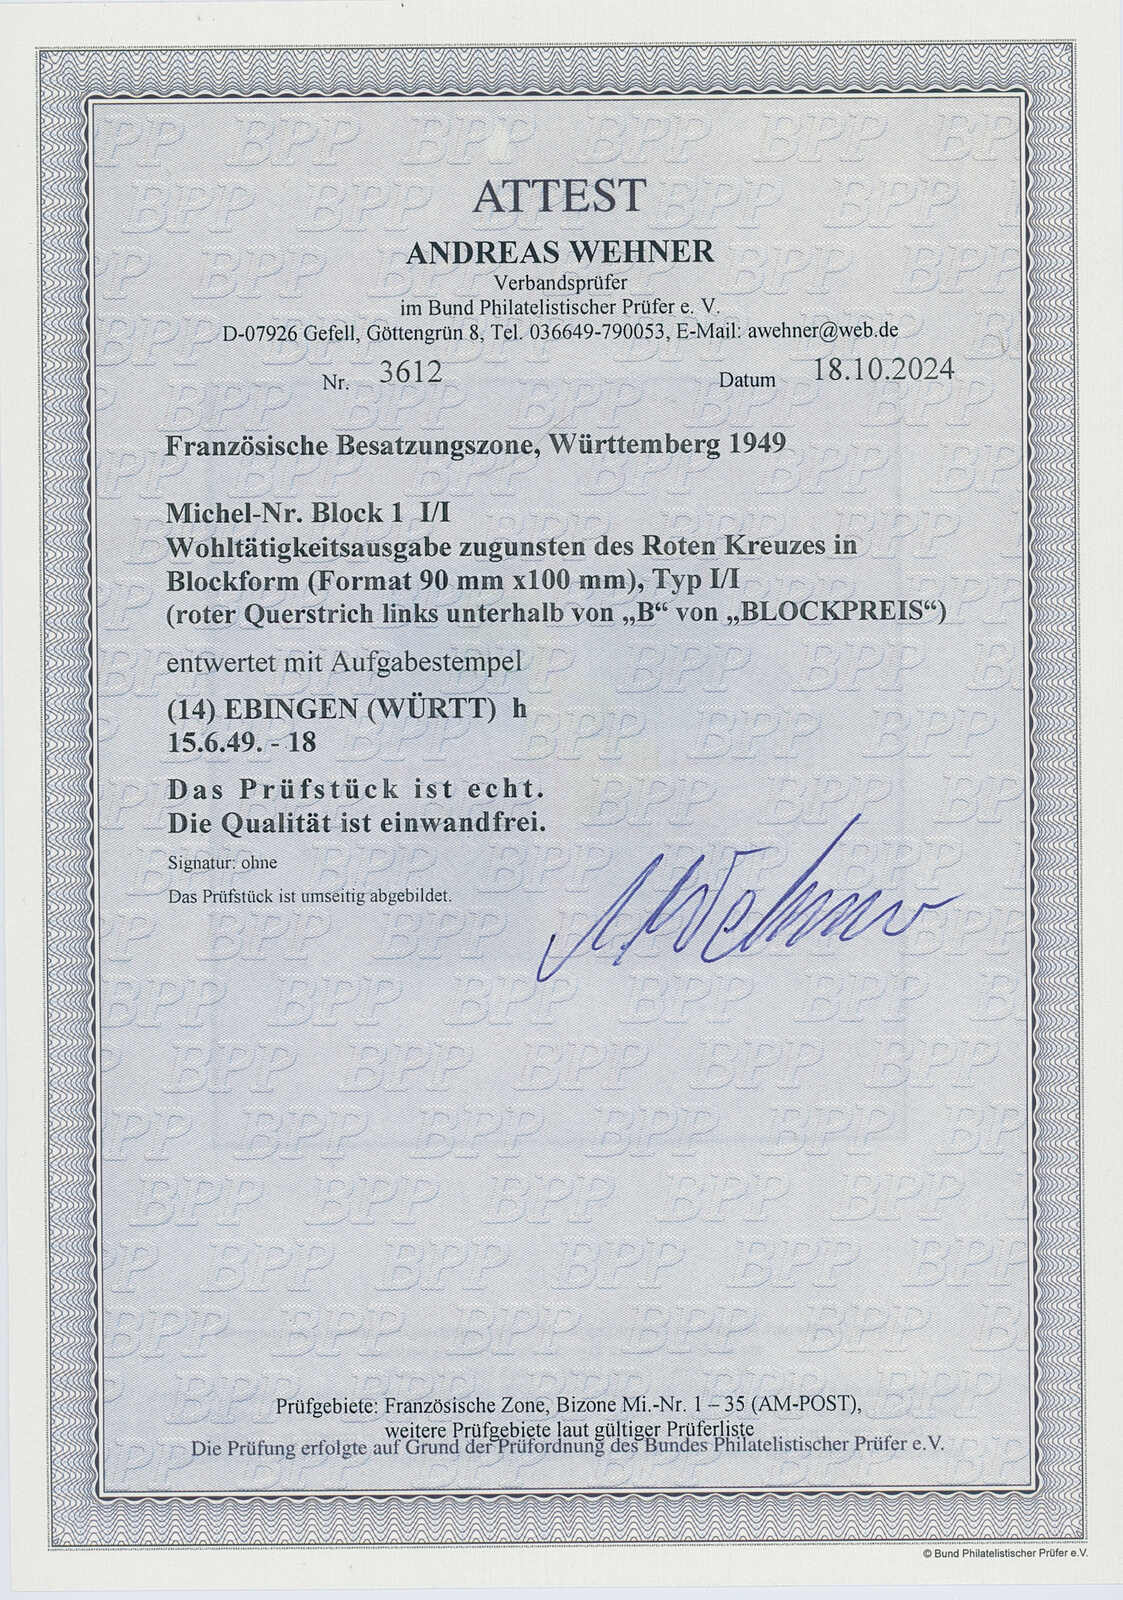 ATTEST
ANDREAS WEHNER
Verbandsprüfer
im Bund Philatelistischer Prüfer e. V.
D-07926 Gefell, Göttengrün 8, Tel. 036649-790053, E-Mail: awehner@web.de
Nr. 3612 Datum 18.10.2024
Französische Besatzungszone, Württemberg 1949
Michel-Nr. Block 1 I/I
Wohltätigkeitsausgabe zugunsten des Roten Kreuzes in
Blockform (Format 90 mm x100 mm), Typ I/I
(roter Querstrich links unterhalb von „B“ von „BLOCKPREIS“)
entwertet mit Aufgabestempel
(14) EBINGEN (WÜRTT) h
15.6.49. - 18
Das Prüfstück ist echt.
Die Qualität ist einwandfrei.
Signatur: ohne
Das Prüfstück ist umseitig abgebildet.
A Wehner
Prüfgebiete: Französische Zone, Bizone Mi.-Nr. 1 – 35 (AM-POST),
weitere Prüfgebiete laut gültiger Prüferliste
Die Prüfung erfolgte auf Grund der Prüfordnung des Bundes Philatelistischer Prüfer e.V.
© Bund Philatelistischer Prüfer e.V.